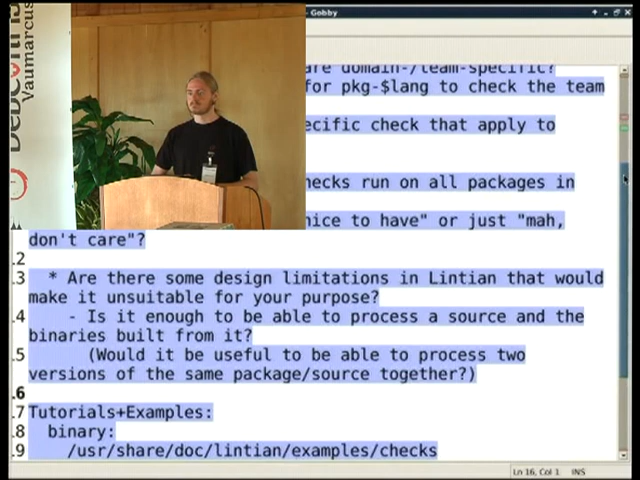 DebConf13
Vaumarcus
- Gobby
are domain-/team-specific?
for pkg-$lang to check the team
ecific check that apply to
hecks run on all packages in
nice to have" or just "mah,
don't care"?
.2
.3 * Are there some design limitations in Lintian that would
make it unsuitable for your purpose?
.4 - Is it enough to be able to process a source and the
binaries built from it?
.5 (Would it be useful to be able to process two
versions of the same package/source together?)
.6
.7 Tutorials+Examples:
.8 binary:
.9 /usr/share/doc/lintian/examples/checks
Ln 16, Col 1 INS